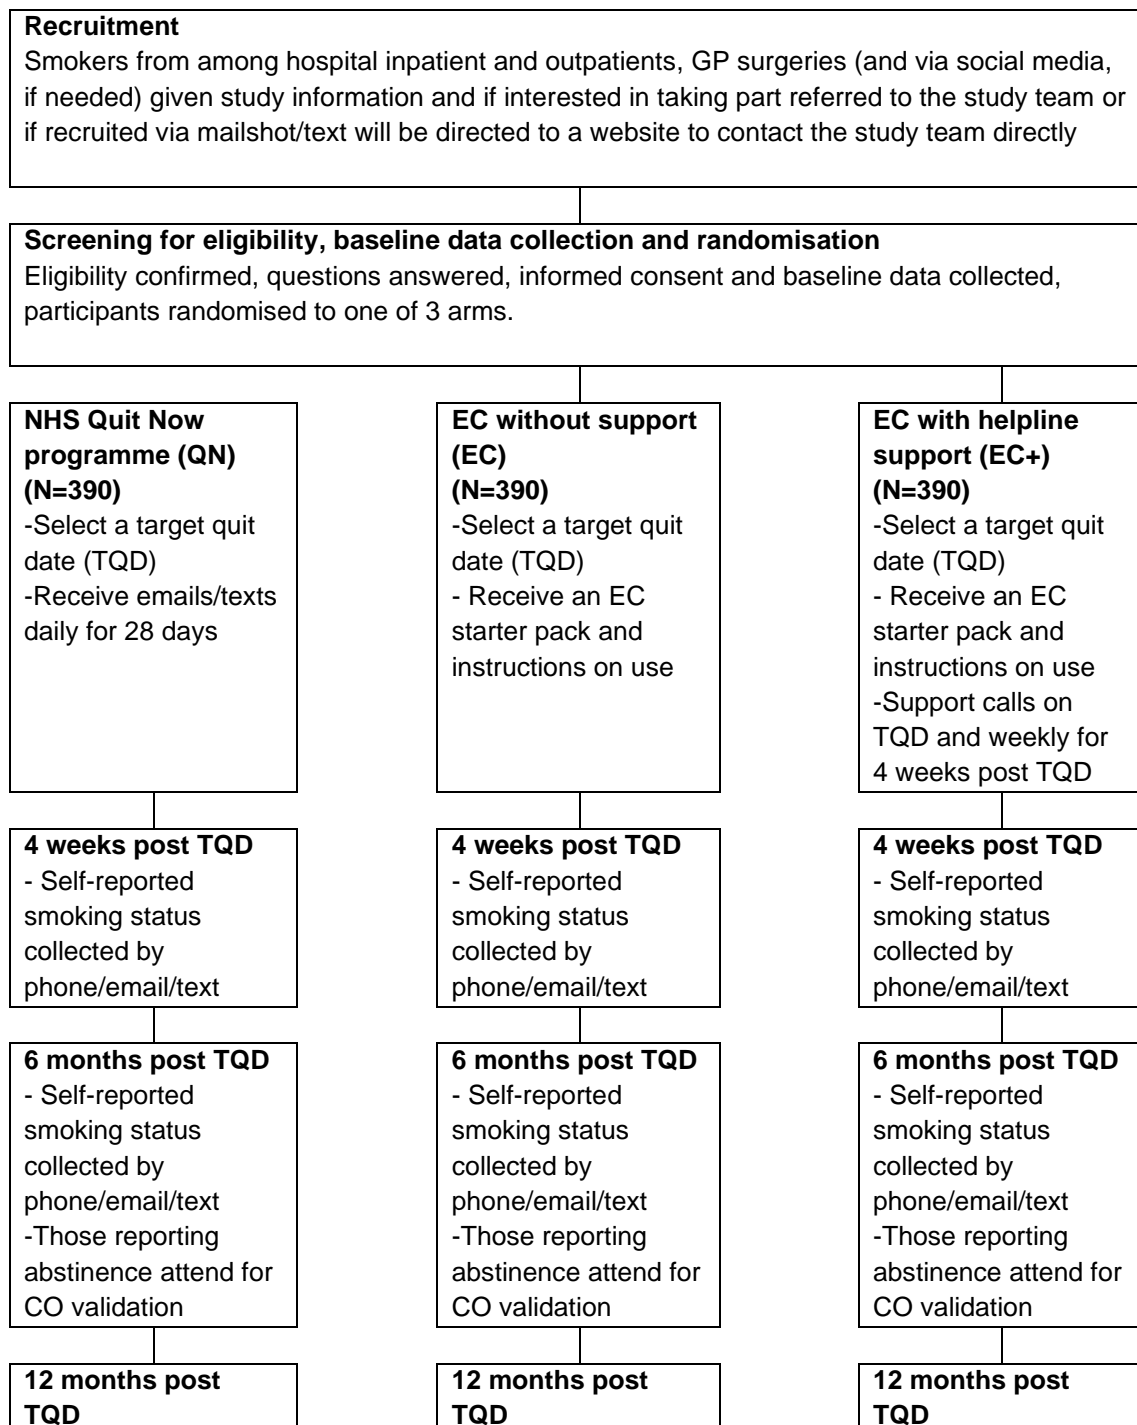 Recruitment
Smokers from among hospital inpatient and outpatients, GP surgeries (and via social media,
if needed) given study information and if interested in taking part referred to the study team or
if recruited via mailshot/text will be directed to a website to contact the study team directly
Screening for eligibility, baseline data collection and randomisation
Eligibility confirmed, questions answered, informed consent and baseline data collected,
participants randomised to one of 3 arms.
NHS Quit Now
programme (QN)
(N=390)
-Select a target quit
date (TQD)
-Receive emails/texts
daily for 28 days
EC without support
(EC)
(N=390)
-Select a target quit
date (TQD)
- Receive an EC
starter pack and
instructions on use
EC with helpline
support (EC+)
(N=390)
-Select a target quit
date (TQD)
- Receive an EC
starter pack and
instructions on use
-Support calls on
TQD and weekly for
4 weeks post TQD
4 weeks post TQD
- Self-reported
smoking status
collected by
phone/email/text
4 weeks post TQD
- Self-reported
smoking status
collected by
phone/email/text
4 weeks post TQD
- Self-reported
smoking status
collected by
phone/email/text
6 months post TQD
- Self-reported
smoking status
collected by
phone/email/text
-Those reporting
abstinence attend for
CO validation
6 months post TQD
- Self-reported
smoking status
collected by
phone/email/text
-Those reporting
abstinence attend for
CO validation
6 months post TQD
- Self-reported
smoking status
collected by
phone/email/text
-Those reporting
abstinence attend for
CO validation
12 months post
TQD
12 months post
TQD
12 months post
TQD